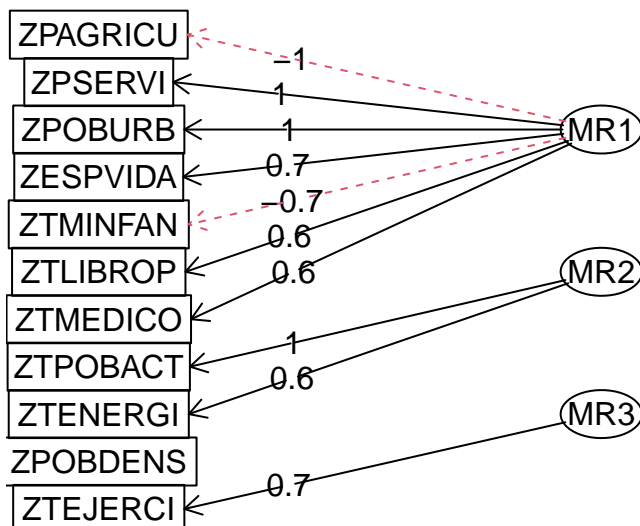 ZPAGRICU
ZPSERVI
ZPOBURB
ZESPVIDA
ZTMINFAN
ZTLIBROP
ZTMEDICO
ZTPOBACT
ZTENERGI
ZPOBDENS
ZTEJERCI
−1
1
1
0.7
−0.7
0.6
0.6
1
0.6
0.7
MR1
MR2
MR3